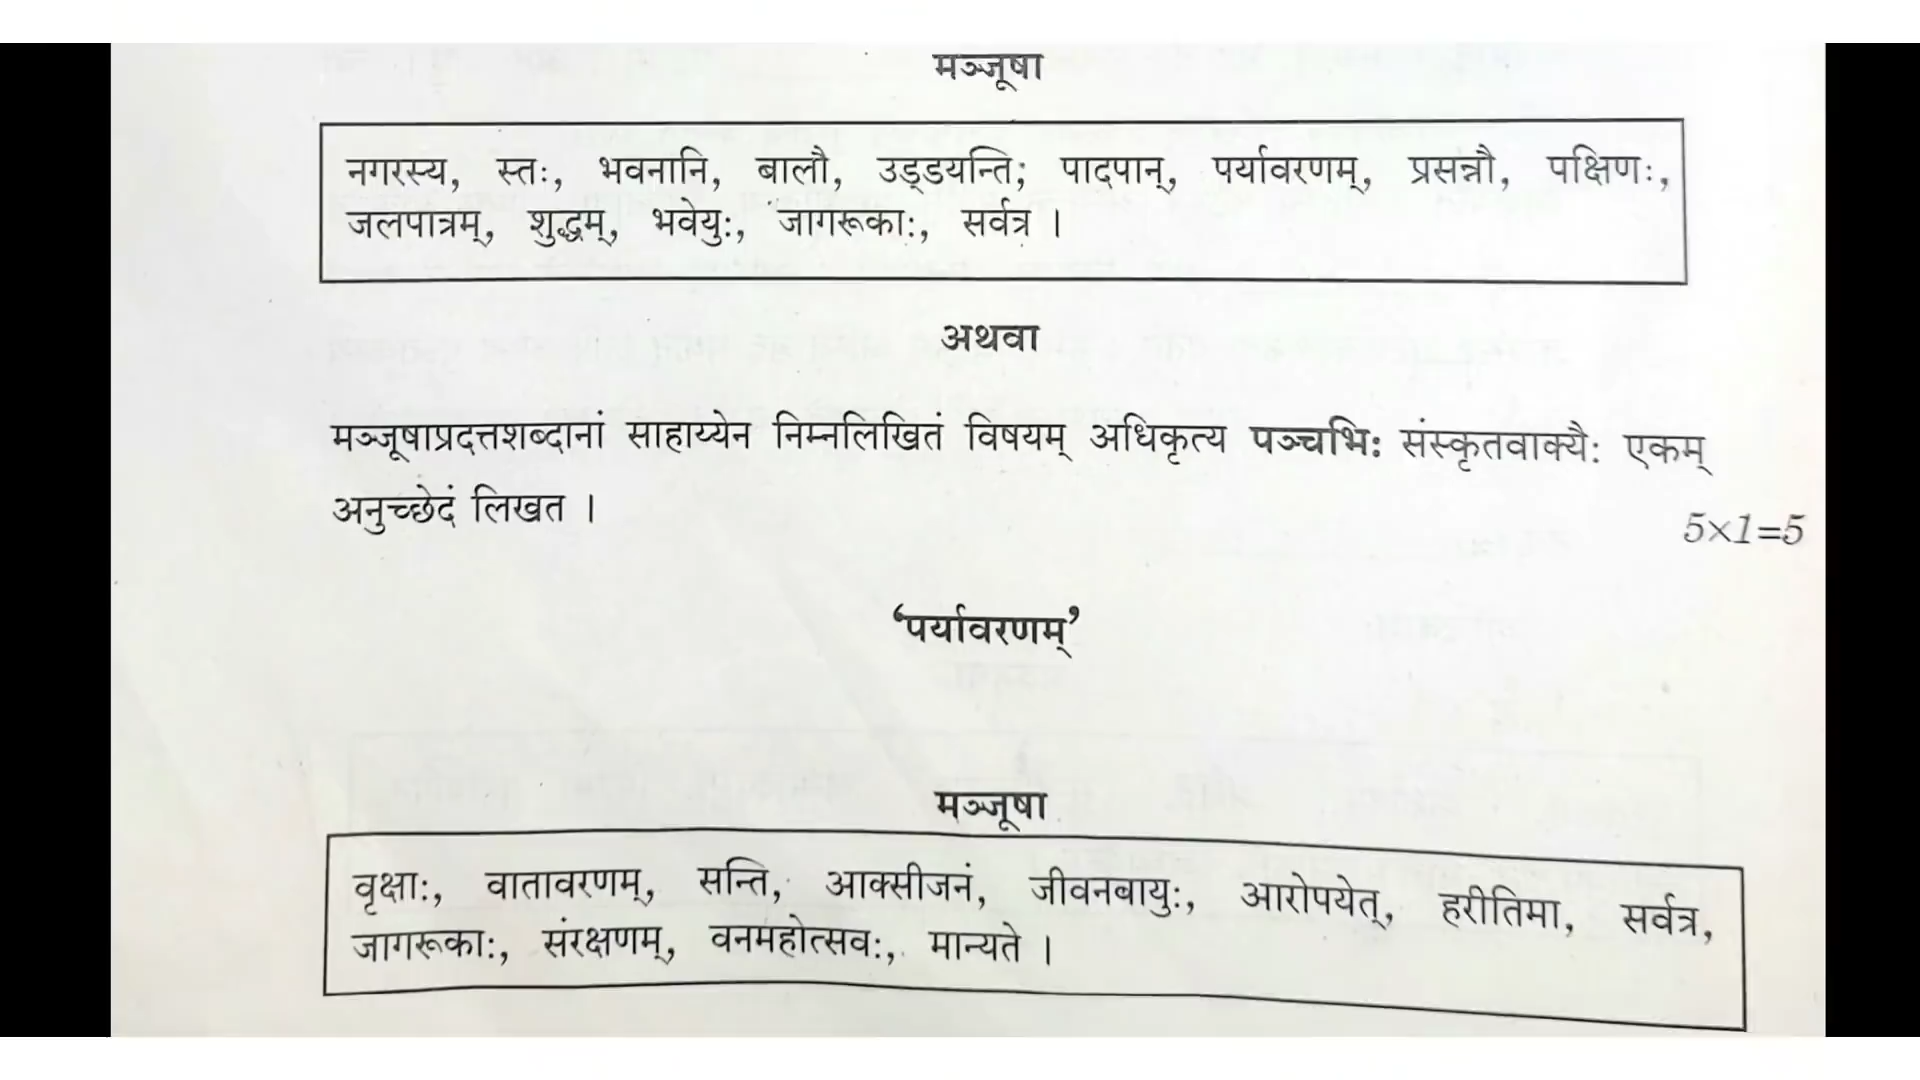 मञ्जूषा
नगरस्य, स्तः, भवनानि, बालौ, उड्डयन्ति; पादपान्, पर्यावरणम्, प्रसन्नौ, पक्षिणः,
जलपात्रम्, शुद्धम्, भवेयुः, जागरूकाः, सर्वत्र ।
अथवा
मञ्जूषाप्रदत्तशब्दानां साहाय्येन निम्नलिखितं विषयम् अधिकृत्य पञ्चभिः संस्कृतवाक्यैः एकम्
अनुच्छेदं लिखत ।
5×1=5
‘पर्यावरणम्’
मञ्जूषा
वृक्षाः, वातावरणम्, सन्ति, आक्सीजनं, जीवनबायुः, आरोपयेत्, हरीतिमा, सर्वत्र,
जागरूकाः, संरक्षणम्, वनमहोत्सवः, मान्यते ।